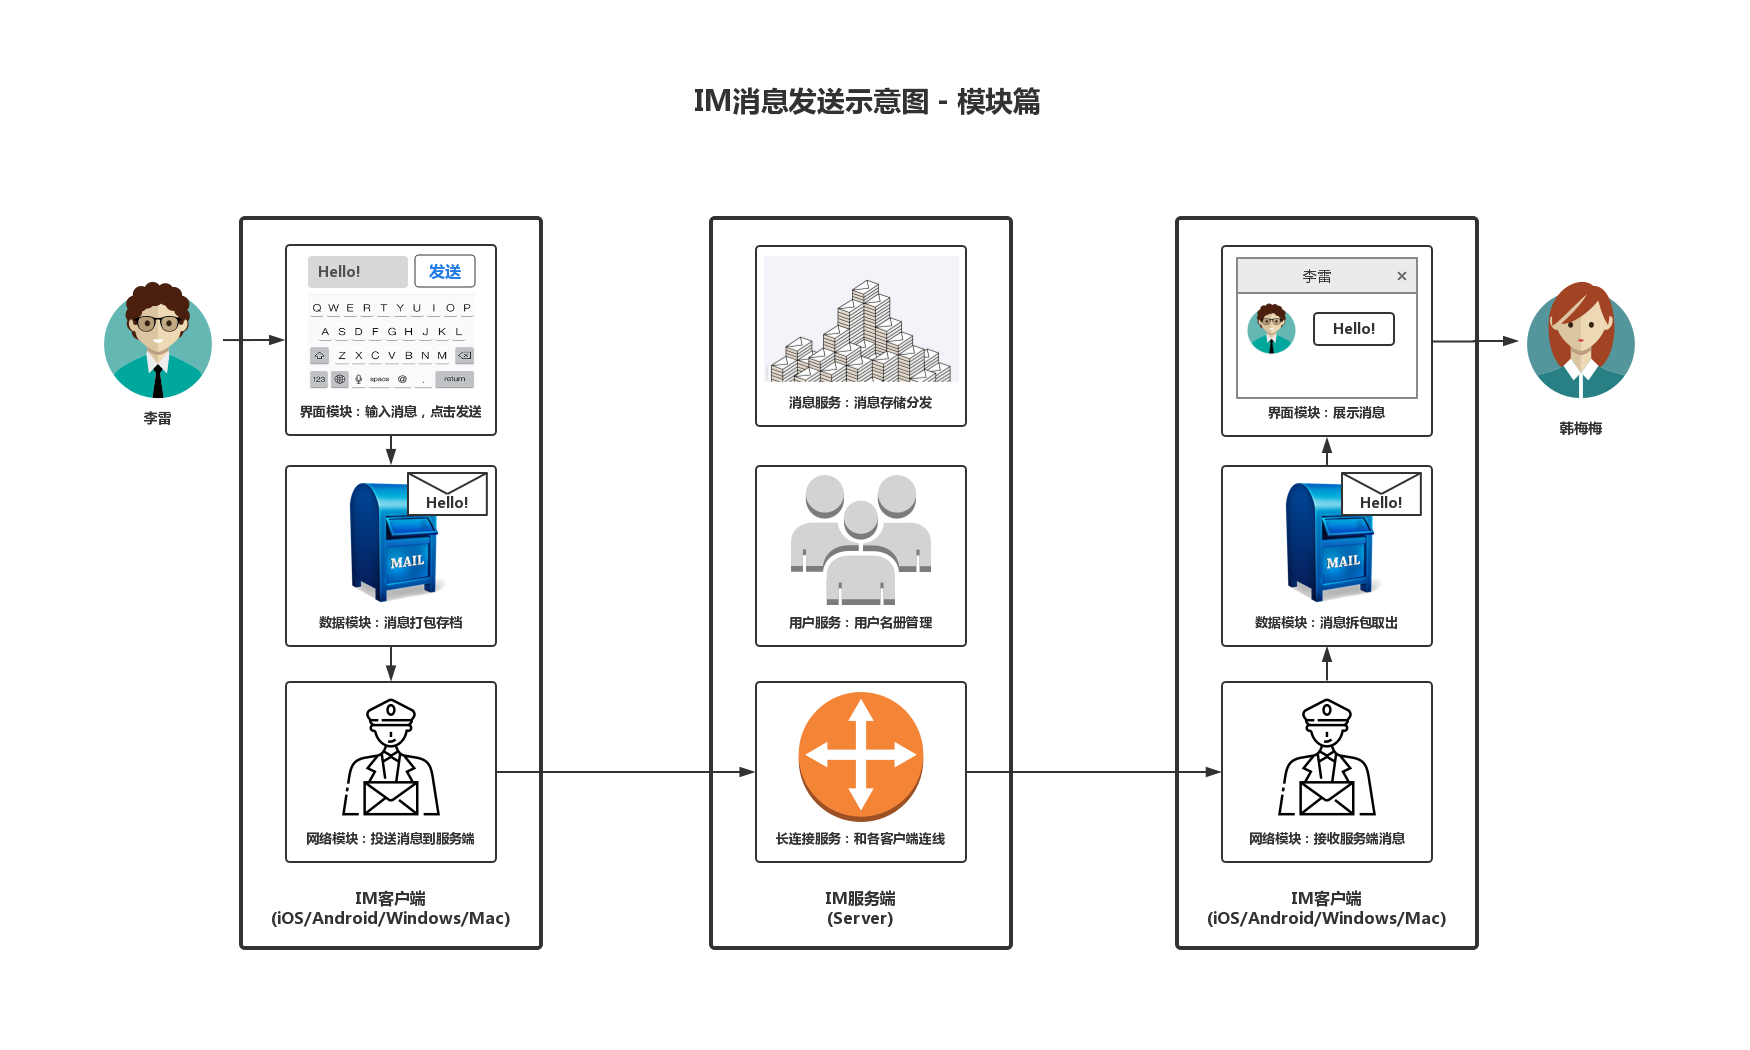 IM消息发送示意图 - 模块篇
Hello!
发送
Q W E R T Y U I O P
A S D F G H J K L
Z X C V B N M
123
space
@
.
return
界面模块：输入消息，点击发送
李雷
Hello!
MAIL
数据模块：消息打包存档
网络模块：投送消息到服务端
IM客户端
(iOS/Android/Windows/Mac)
消息服务：消息存储分发
用户服务：用户名册管理
长连接服务：和各客户端连线
IM服务端
(Server)
李雷
×
Hello!
界面模块：展示消息
韩梅梅
Hello!
MAIL
数据模块：消息拆包取出
网络模块：接收服务端消息
IM客户端
(iOS/Android/Windows/Mac)